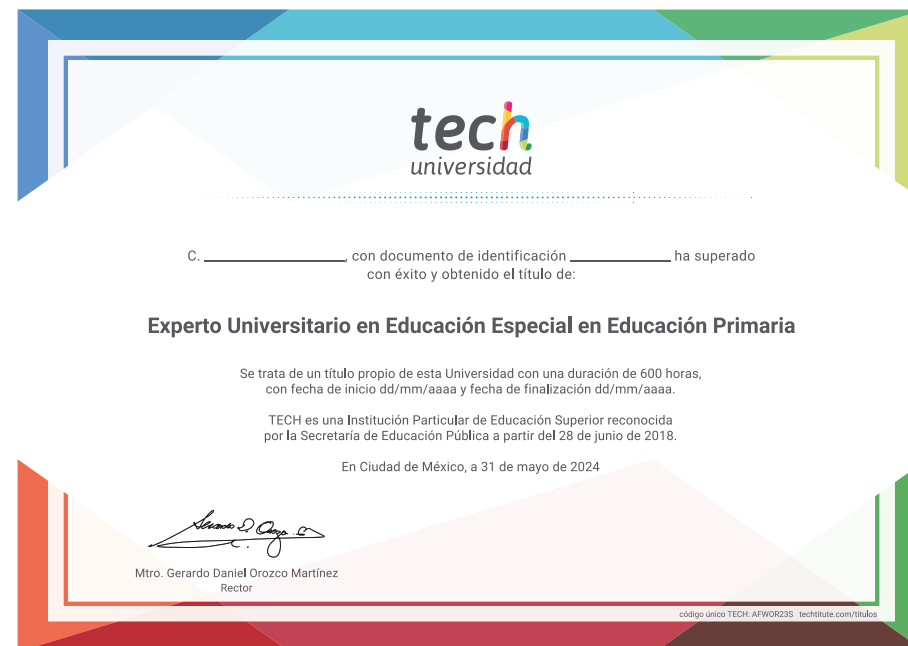 tech
universidad
C. ____________, con documento de identificación ____________ ha superado
con éxito y obtenido el título de:
Experto Universitario en Educación Especial en Educación Primaria
Se trata de un título propio de esta Universidad con una duración de 600 horas,
con fecha de inicio dd/mm/aaaa y fecha de finalización dd/mm/aaaa.
TECH es una Institución Particular de Educación Superior reconocida
por la Secretaría de Educación Pública a partir del 28 de junio de 2018.
En Ciudad de México, a 31 de mayo de 2024
Mtro. Gerardo Daniel Orozco Martínez
Rector
código único TECH: AFWOR23S techtitute.com/titulos